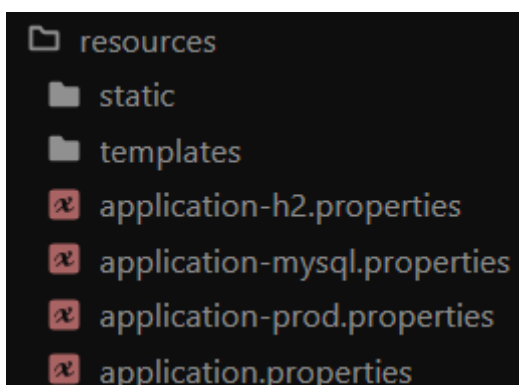 resources
static
templates
application-h2.properties
application-mysql.properties
application-prod.properties
application.properties